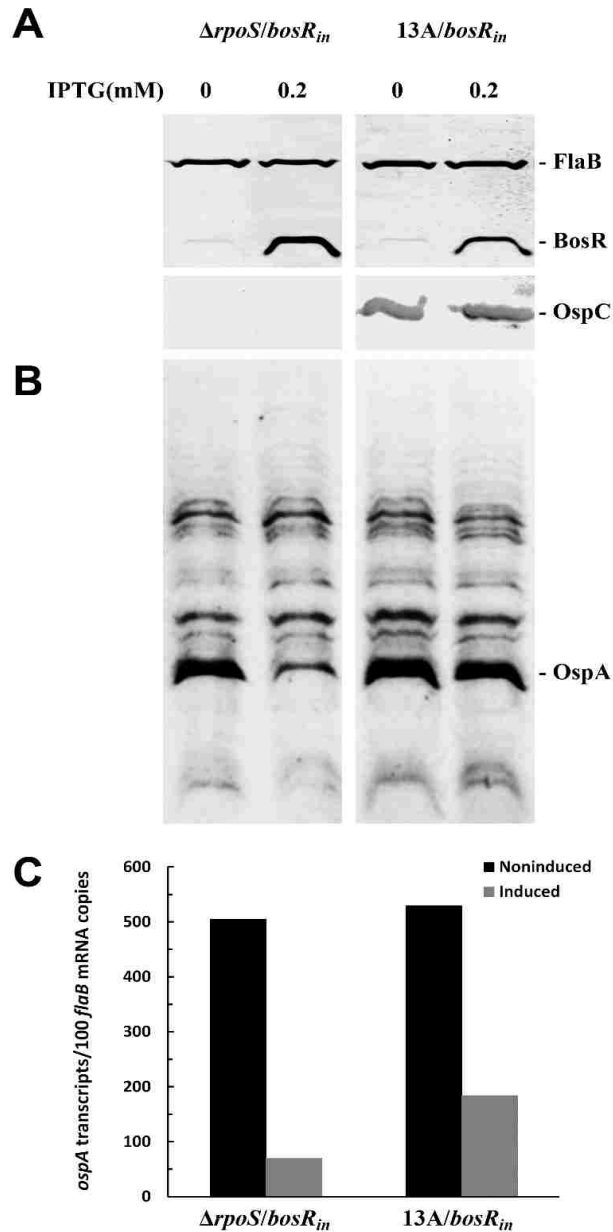 A
ΔrpoS/bosRin 13A/bosRin
IPTG(mM) 0 0.2 0 0.2
- FlaB
- BosR
- OspC
B
- OspA
C
ospA transcripts/100 flaB mRNA copies
600
500
400
300
200
100
0
Noninduced
Induced
ΔrpoS/bosRin 13A/bosRin